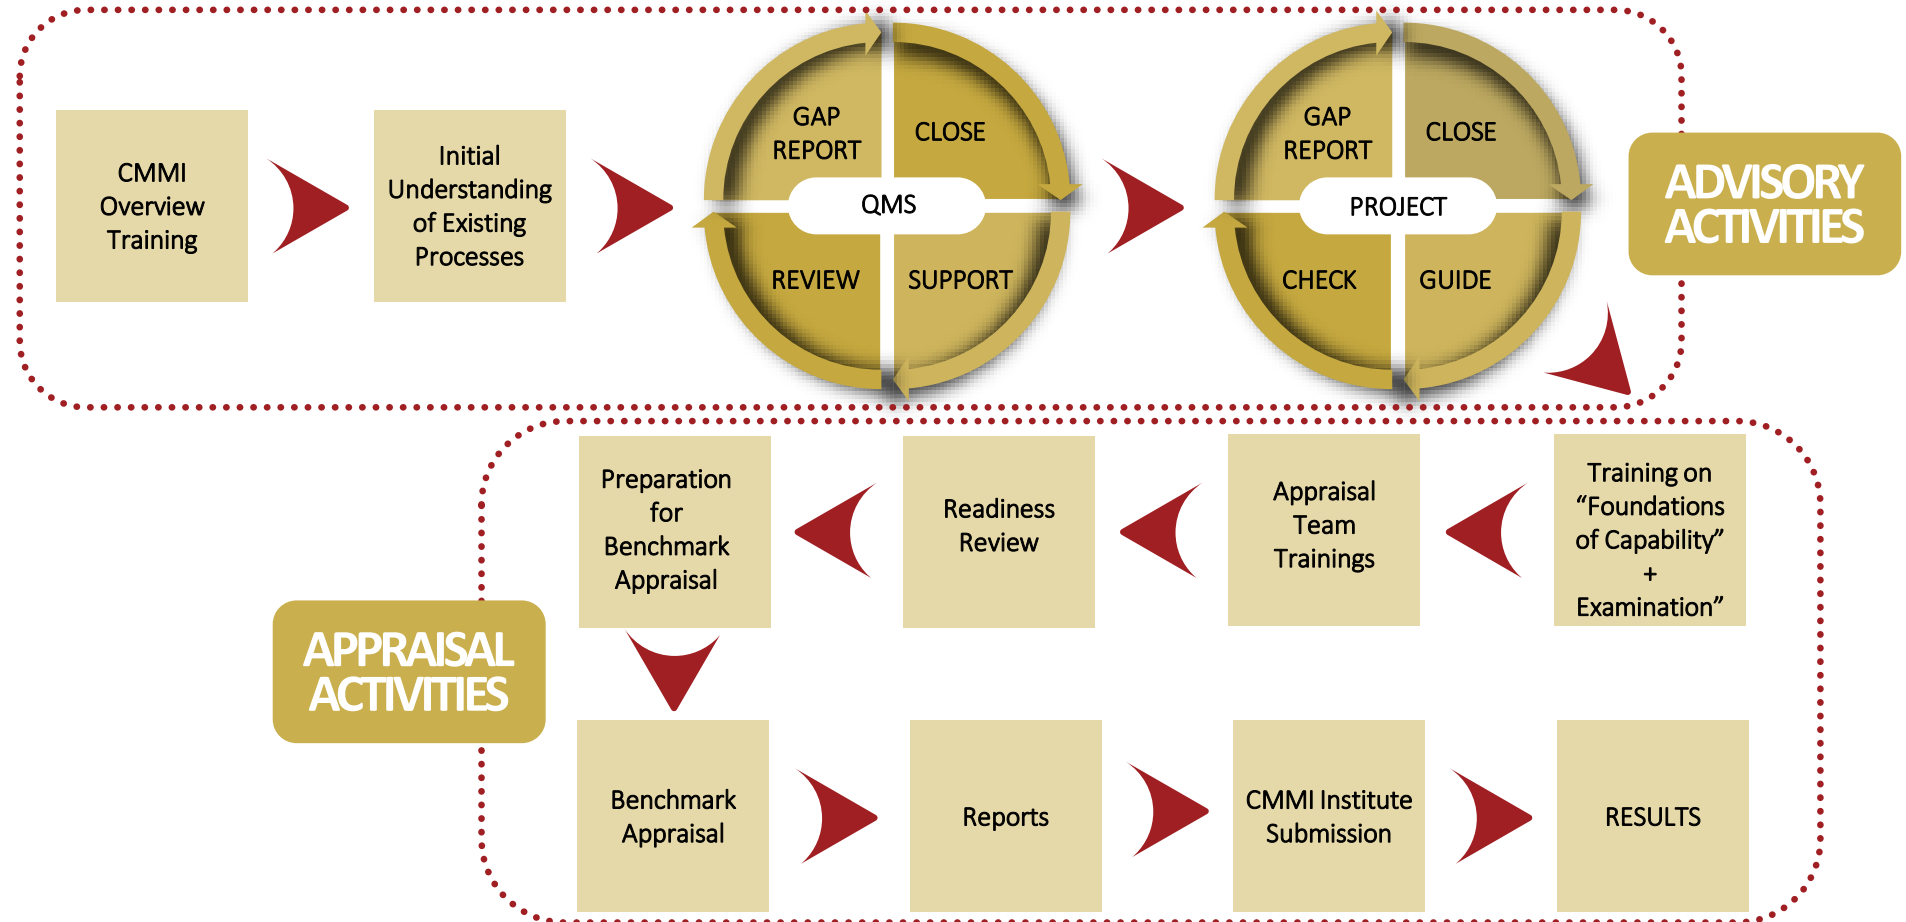 CMMI
Overview
Training
Initial
Understanding
of Existing
Processes
GAP
REPORT
CLOSE
QMS
REVIEW
SUPPORT
GAP
REPORT
CLOSE
PROJECT
CHECK
GUIDE
ADVISORY
ACTIVITIES
Training on
“Foundations
of Capability”
+
Examination”
Appraisal
Team
Trainings
Readiness
Review
Preparation
for
Benchmark
Appraisal
APPRAISAL
ACTIVITIES
Benchmark
Appraisal
Reports
CMMI Institute
Submission
RESULTS